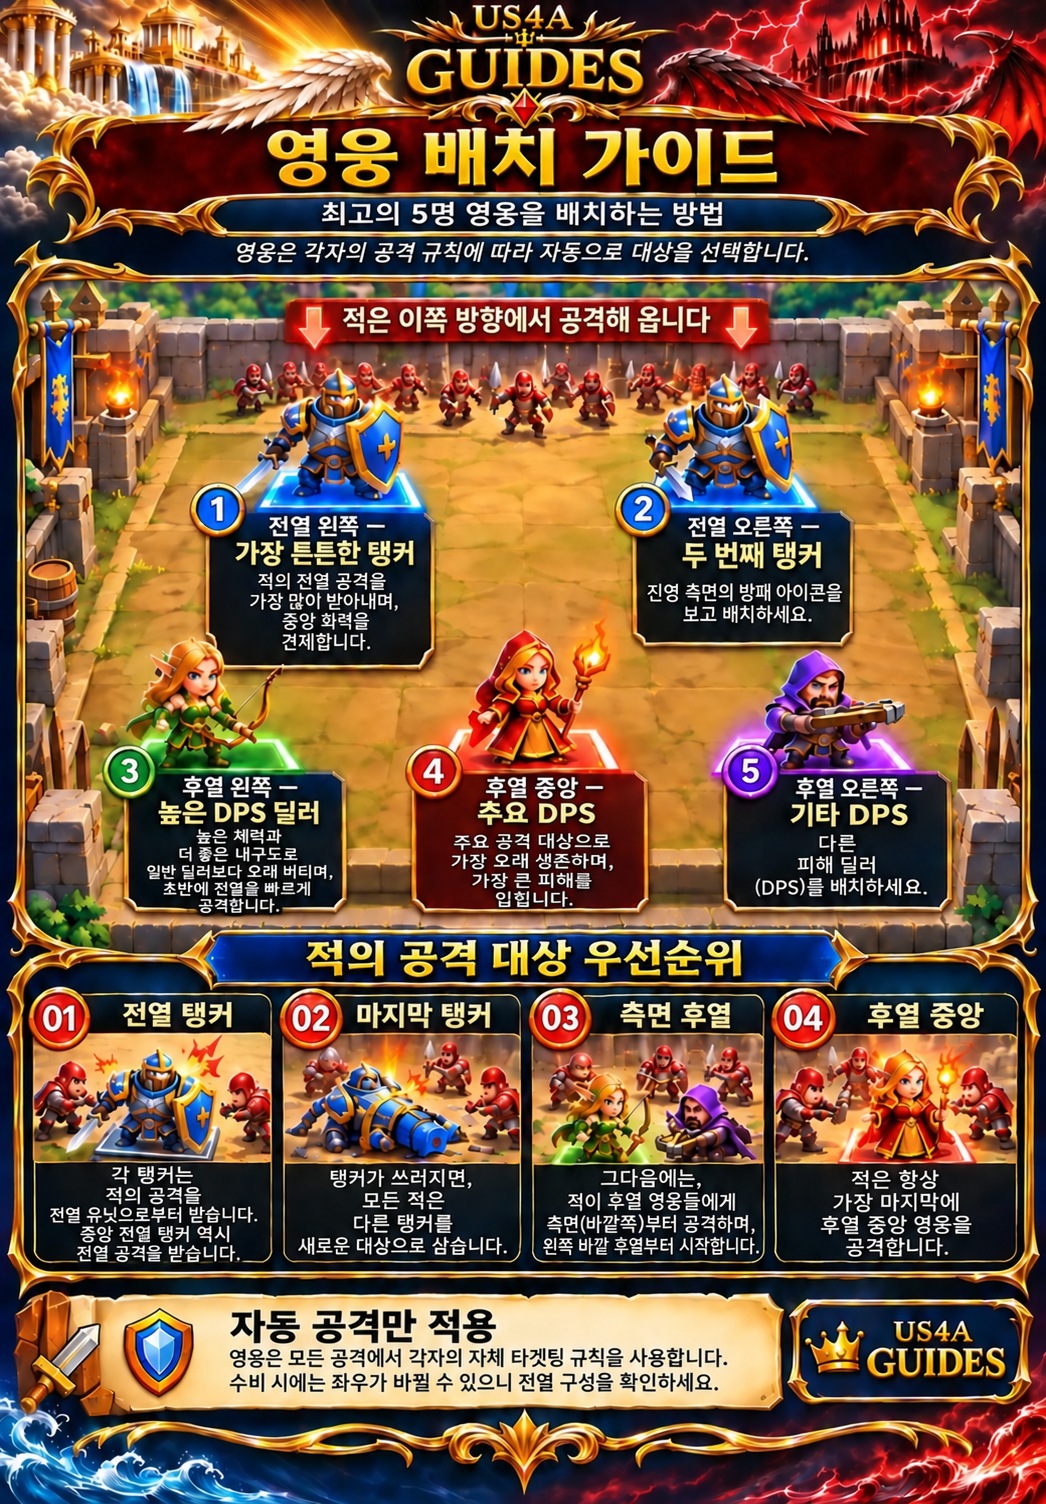 US4A
GUIDES
영웅 배치 가이드
최고의 5명 영웅을 배치하는 방법
영웅은 각자의 공격 규칙에 따라 자동으로 대상을 선택합니다.
적은 이쪽 방향에서 공격해 옵니다
1
전열 왼쪽 –
가장 튼튼한 탱커
적의 전열 공격을
가장 많이 받아내며,
중앙 화력을
견제합니다.
2
전열 오른쪽 –
두 번째 탱커
진영 측면의 방패 아이콘을
보고 배치하세요.
3
후열 왼쪽 –
높은 DPS 딜러
높은 체력과
더 좋은 내구도로
일반 딜러보다 오래 버티며,
초반에 전열을 빠르게
공격합니다.
4
후열 중앙 –
추요 DPS
주요 공격 대상으로
가장 오래 생존하며,
가장 큰 피해를
입힙니다.
5
후열 오른쪽 –
기타 DPS
다른
피해 딜러
(DPS)를 배치하세요.
적의 공격 대상 우선순위
01 전열 탱커
각 탱커는
적의 공격을
전열 유닛으로부터 받습니다.
중앙 전열 탱커 역시
전열 공격을 받습니다.
02 마지막 탱커
탱커가 쓰러지면,
모든 적은
다른 탱커를
새로운 대상으로 삼습니다.
03 측면 후열
그다음에는,
적이 후열 영웅들에게
측면(바깥쪽)부터 공격하며,
왼쪽 바깥 후열부터 시작합니다.
04 후열 중앙
적은 항상
가장 마지막에
후열 중앙 영웅을
공격합니다.
자동 공격만 적용
영웅은 모든 공격에서 각자의 자체 타겟팅 규칙을 사용합니다.
수비 시에는 좌우가 바뀔 수 있으니 전열 구성을 확인하세요.
US4A
GUIDES